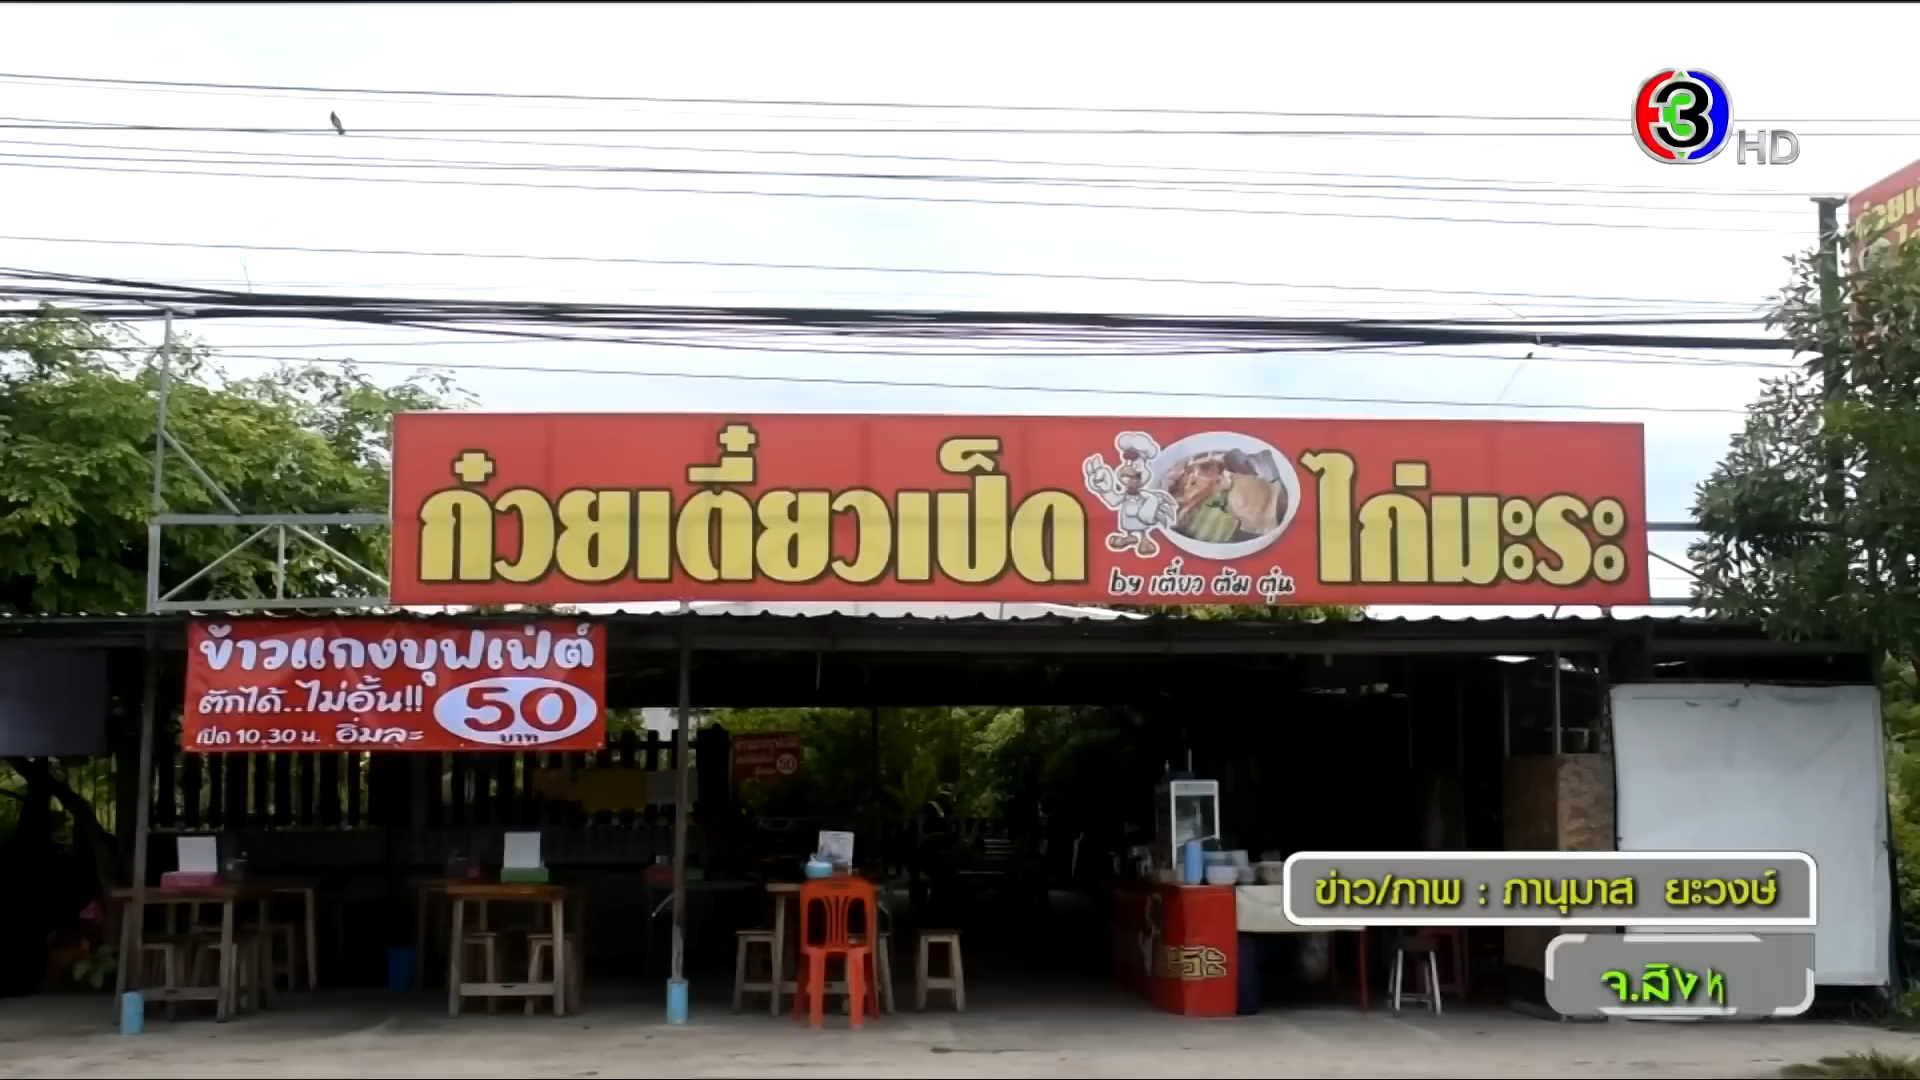 3 HD
ก๋วยเตี๋ยวเป็ด ไก่มะระ
by เตี๋ยว ต้ม ตุ๋น
ข้าวแกงบุฟเฟ่ต์
ตักได้..ไม่อั้น!!
เปิด 10.30 น. อิ่มละ 50 บาท
50
ข่าว/ภาพ : ภานุมาส ยะวงษ์
จ.สิงห